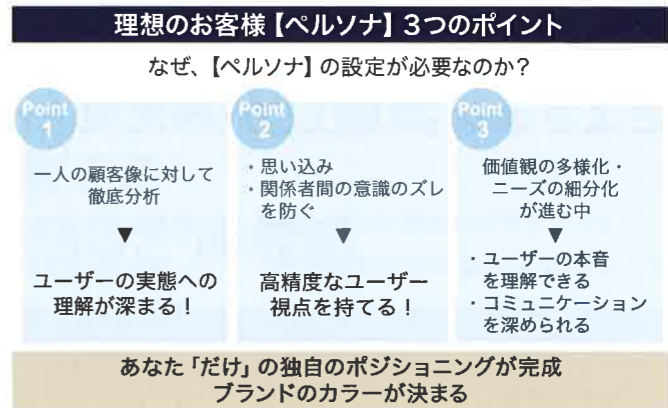 理想のお客様【ペルソナ】3つのポイント
なぜ、【ペルソナ】の設定が必要なのか?
Point
1
一人の顧客像に対して
徹底分析
▼
ユーザーの実態への
理解が深まる!
Point
2
・思い込み
・関係者間の意識のズレ
を防ぐ
▼
高精度なユーザー
視点を持てる!
Point
3
価値観の多様化・
ニーズの細分化
が進む中
▼
・ユーザーの本音
を理解できる
・コミュニケーション
を深められる
あなた「だけ」の独自のポジショニングが完成
ブランドのカラーが決まる